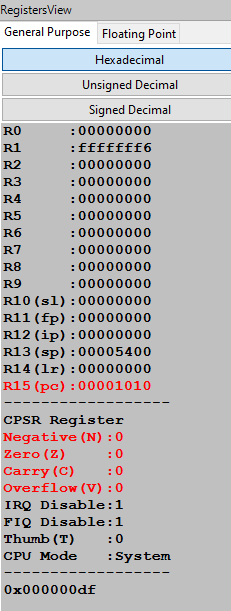 RegistersView
General Purpose Floating Point
Hexadecimal
Unsigned Decimal
Signed Decimal
R0 :00000000
R1 :fffffff6
R2 :00000000
R3 :00000000
R4 :00000000
R5 :00000000
R6 :00000000
R7 :00000000
R8 :00000000
R9 :00000000
R10(sl):00000000
R11(fp):00000000
R12(ip):00000000
R13(sp):00005400
R14(lr):00000000
R15(pc):00001010
-------------------
CPSR Register
Negative(N):0
Zero(Z) :0
Carry(C) :0
Overflow(V):0
IRQ Disable:1
FIQ Disable:1
Thumb(T) :0
CPU Mode :System
-------------------
0x000000df